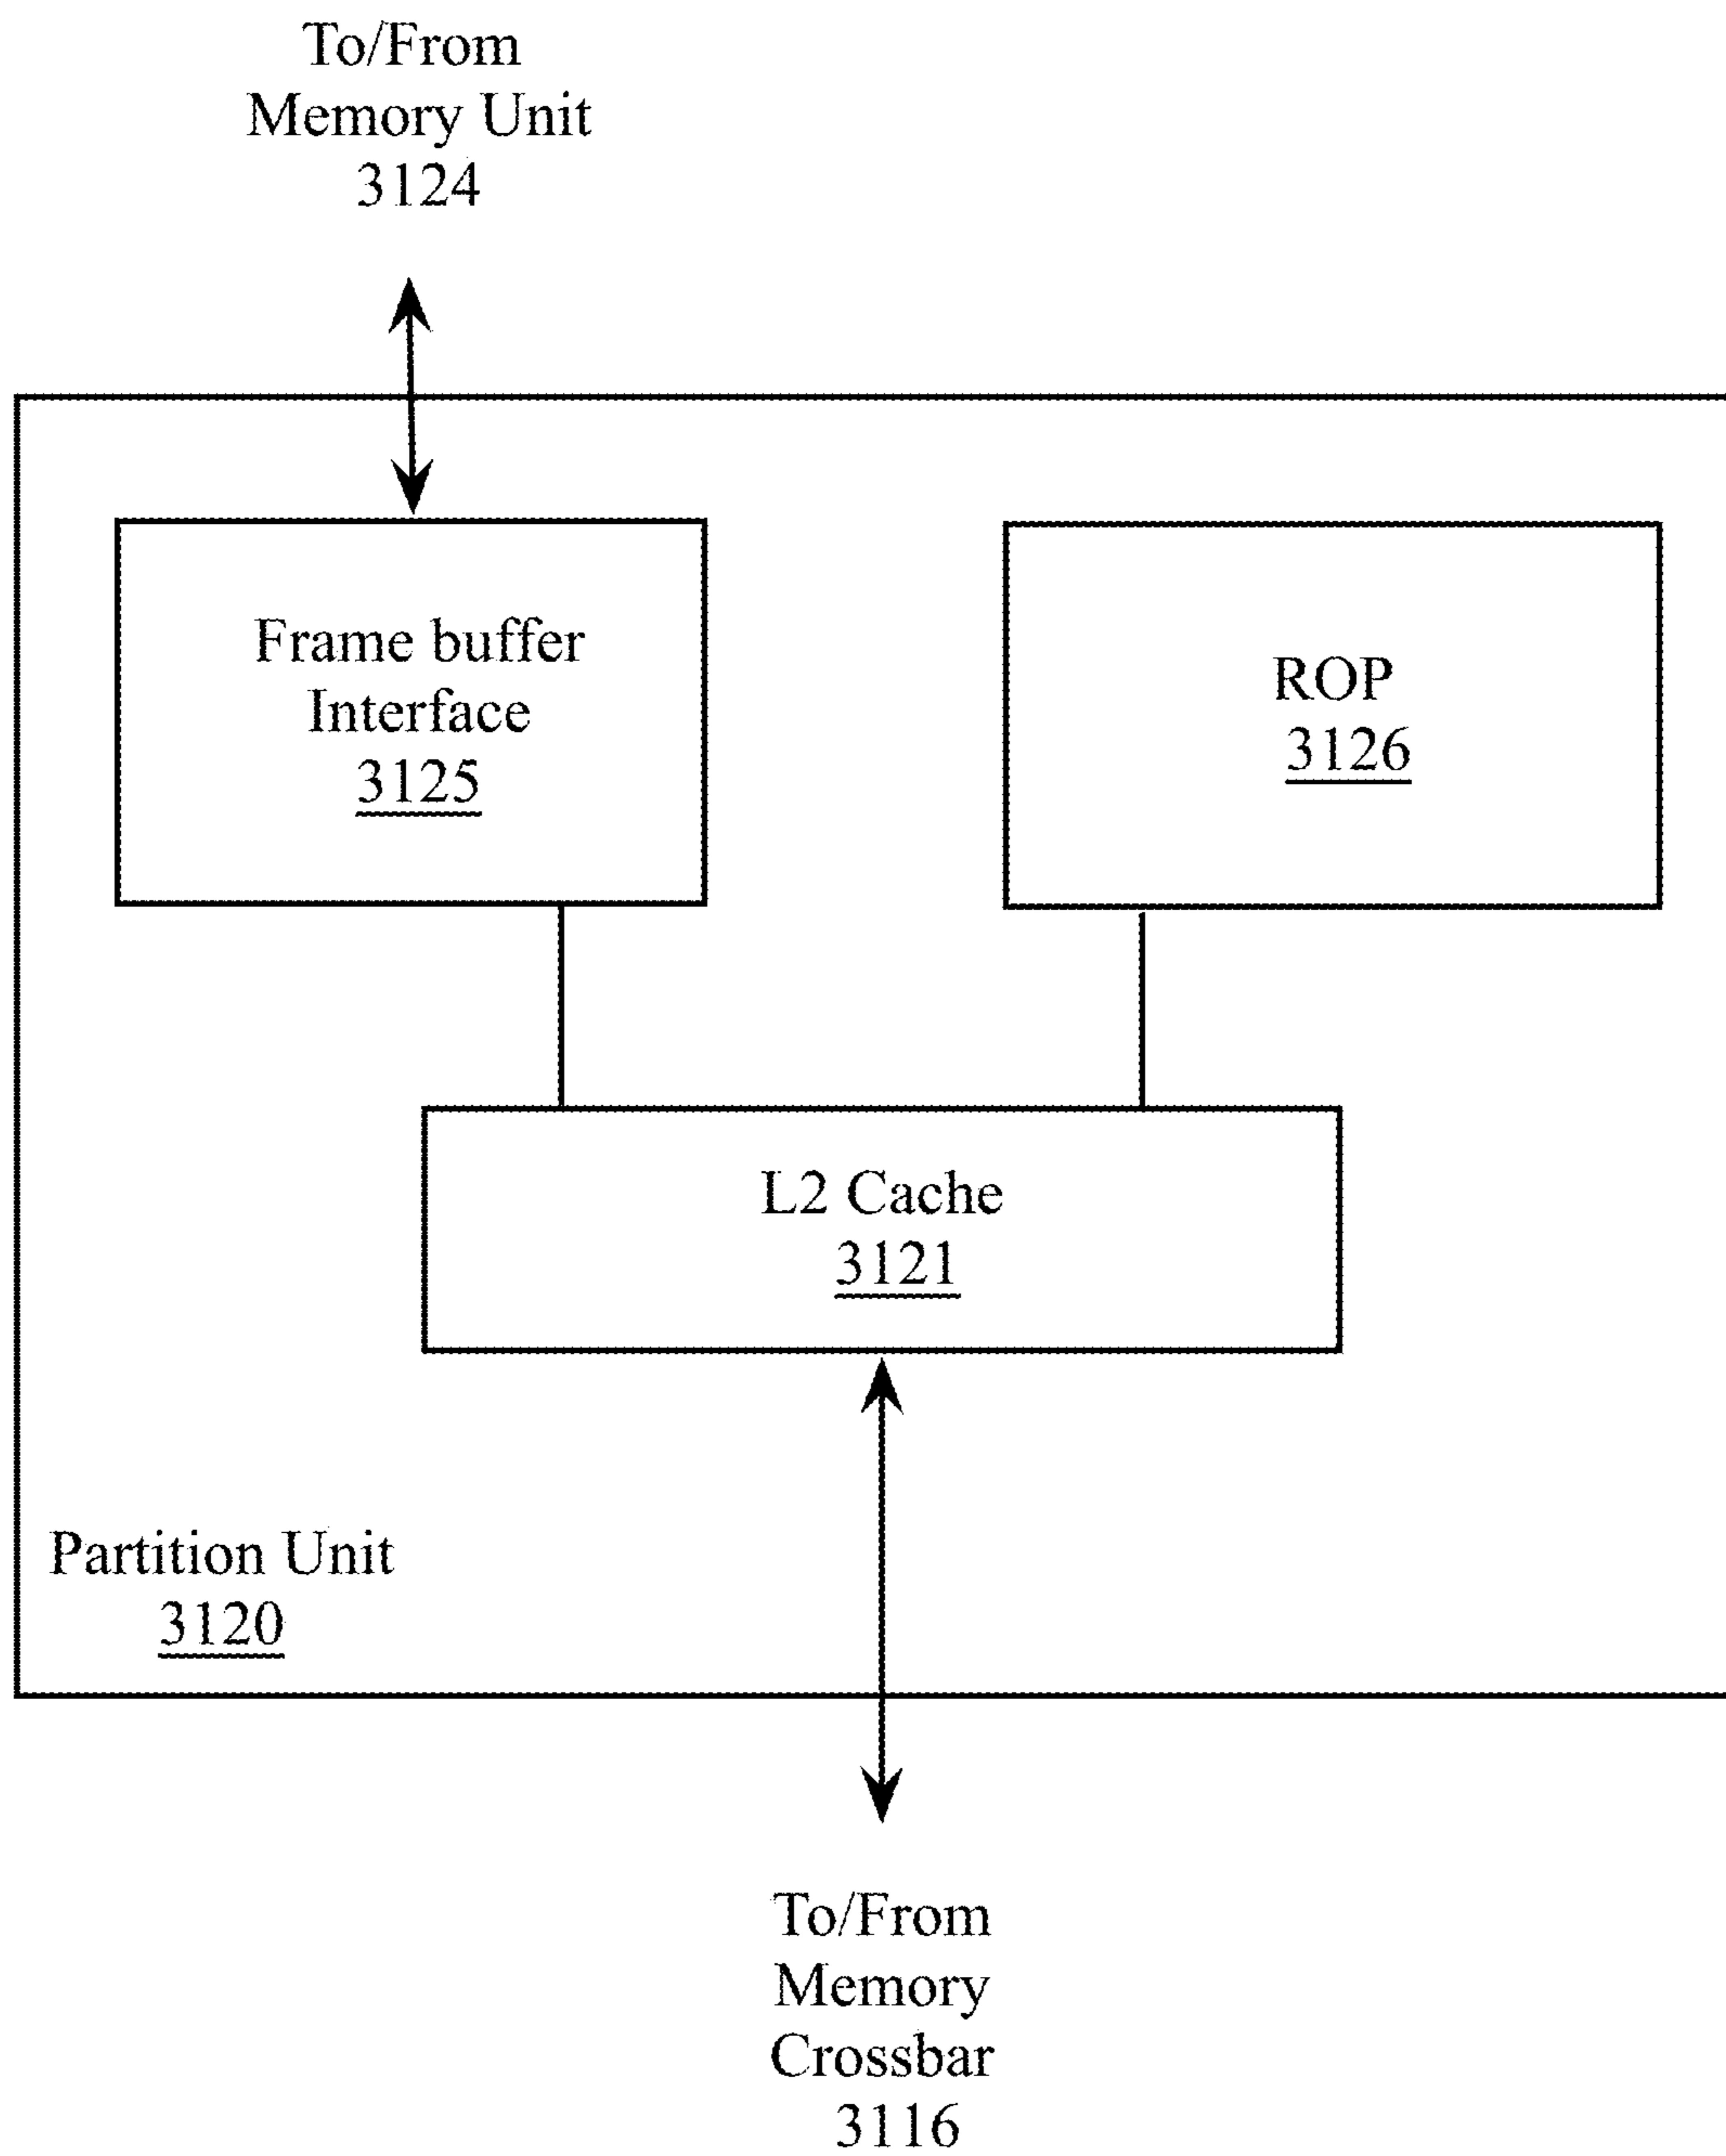 To/From
Memory Unit
3124
Frame buffer
Interface
3125
ROP
3126
L2 Cache
3121
Partition Unit
3120
To/From
Memory
Crossbar
3116